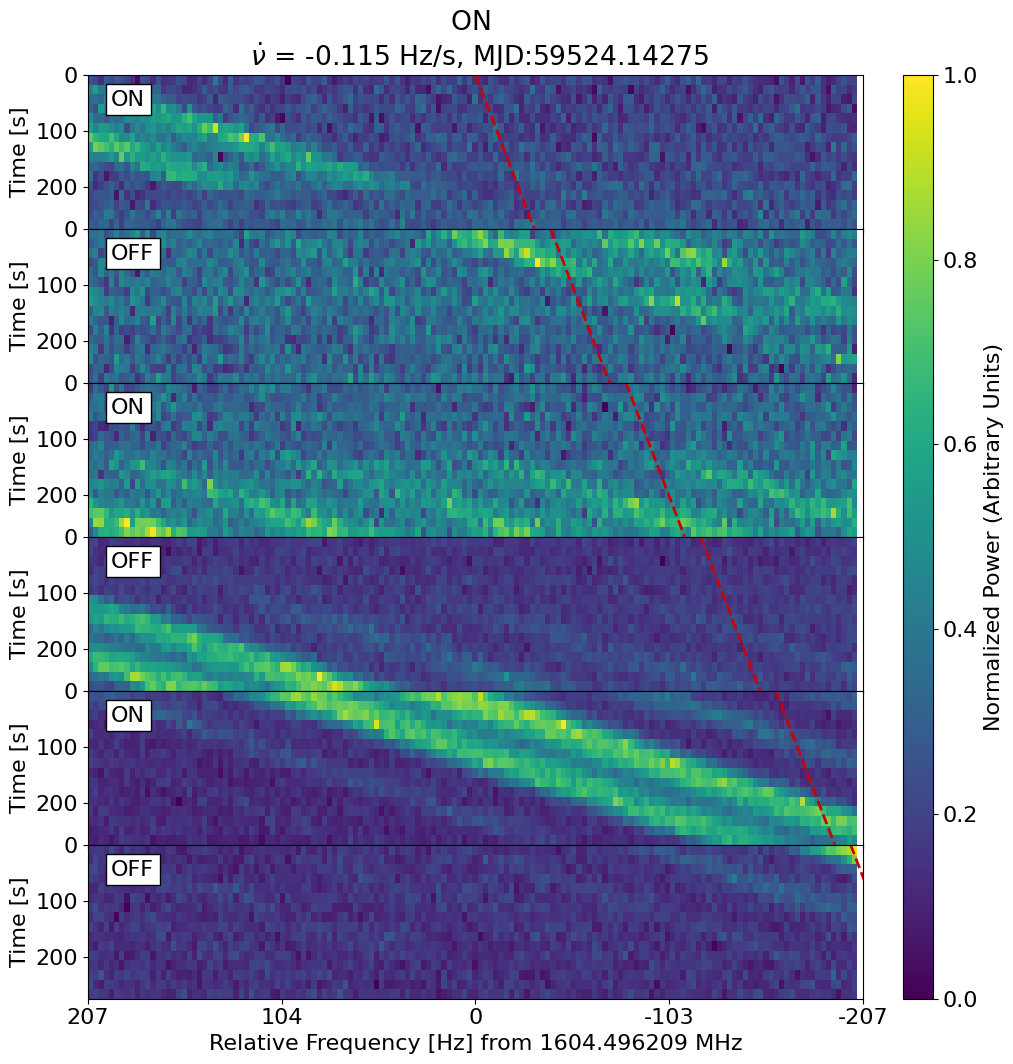 ON
ν̇ = -0.115 Hz/s, MJD:59524.14275
0
ON
100
Time [s]
200
0
OFF
100
Time [s]
200
0
ON
100
Time [s]
200
0
OFF
100
Time [s]
200
0
ON
100
Time [s]
200
0
OFF
100
Time [s]
200
207 104 0 -103 -207
Relative Frequency [Hz] from 1604.496209 MHz
1.0
0.8
0.6
0.4
0.2
0.0
Normalized Power (Arbitrary Units)